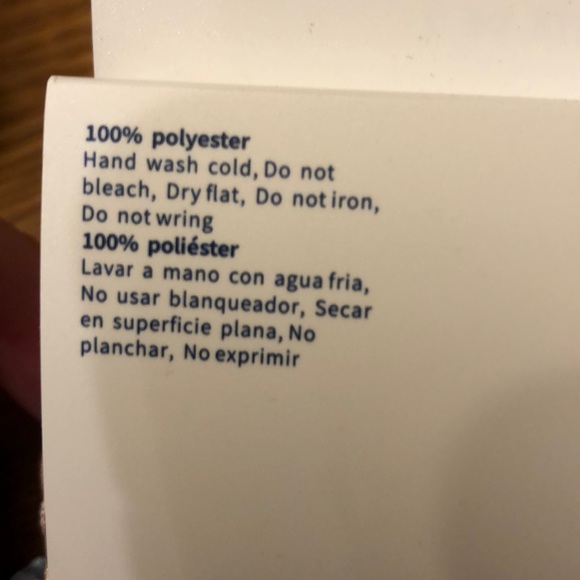 100% polyester
Hand wash cold, Do not
bleach, Dry flat, Do not iron,
Do not wring
100% poliéster
Lavar a mano con agua fria,
No usar blanqueador, Secar
en superficie plana, No
planchar, No exprimir